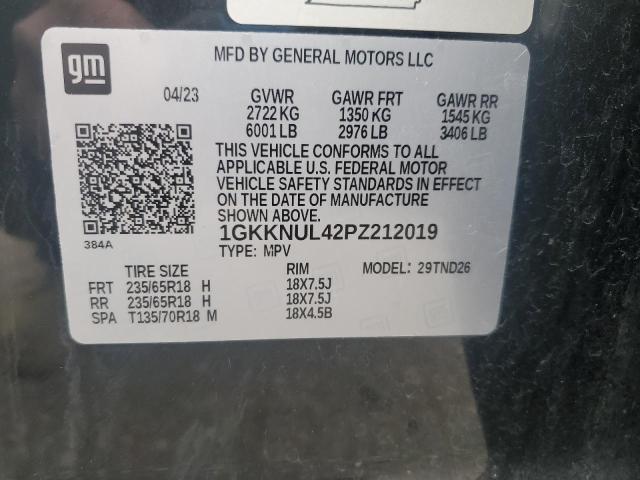 gm
MFD BY GENERAL MOTORS LLC
04/23 GVWR GAWR FRT GAWR RR
2722 KG 1350 KG 1545 KG
6001 LB 2976 LB 3406 LB
THIS VEHICLE CONFORMS TO ALL
APPLICABLE U.S. FEDERAL MOTOR
VEHICLE SAFETY STANDARDS IN EFFECT
ON THE DATE OF MANUFACTURE
SHOWN ABOVE.
384A
1GKKNUL42PZ212019
TYPE: MPV MODEL: 29TND26
TIRE SIZE RIM
FRT 235/65R18 H 18X7.5J
RR 235/65R18 H 18X7.5J
SPA T135/70R18 M 18X4.5B